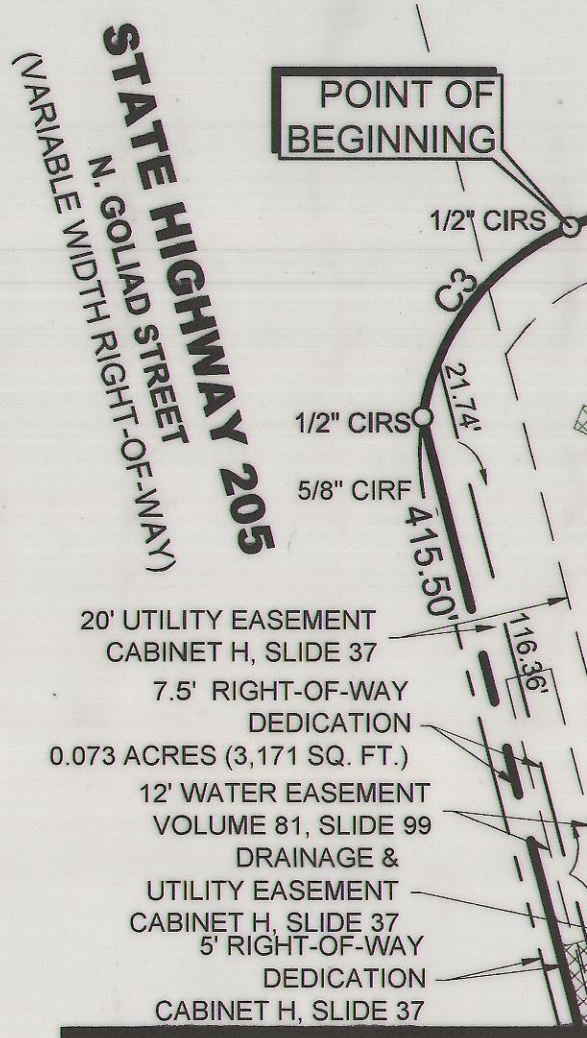 STATE HIGHWAY 205
N. GOLIAD STREET
(VARIABLE WIDTH RIGHT-OF-WAY)
POINT OF
BEGINNING
1/2" CIRS
C3
21.74'
1/2" CIRS
5/8" CIRF
415.50'
116.36'
20' UTILITY EASEMENT
CABINET H, SLIDE 37
7.5' RIGHT-OF-WAY
DEDICATION
0.073 ACRES (3,171 SQ. FT.)
12' WATER EASEMENT
VOLUME 81, SLIDE 99
DRAINAGE &
UTILITY EASEMENT
CABINET H, SLIDE 37
5' RIGHT-OF-WAY
DEDICATION
CABINET H, SLIDE 37